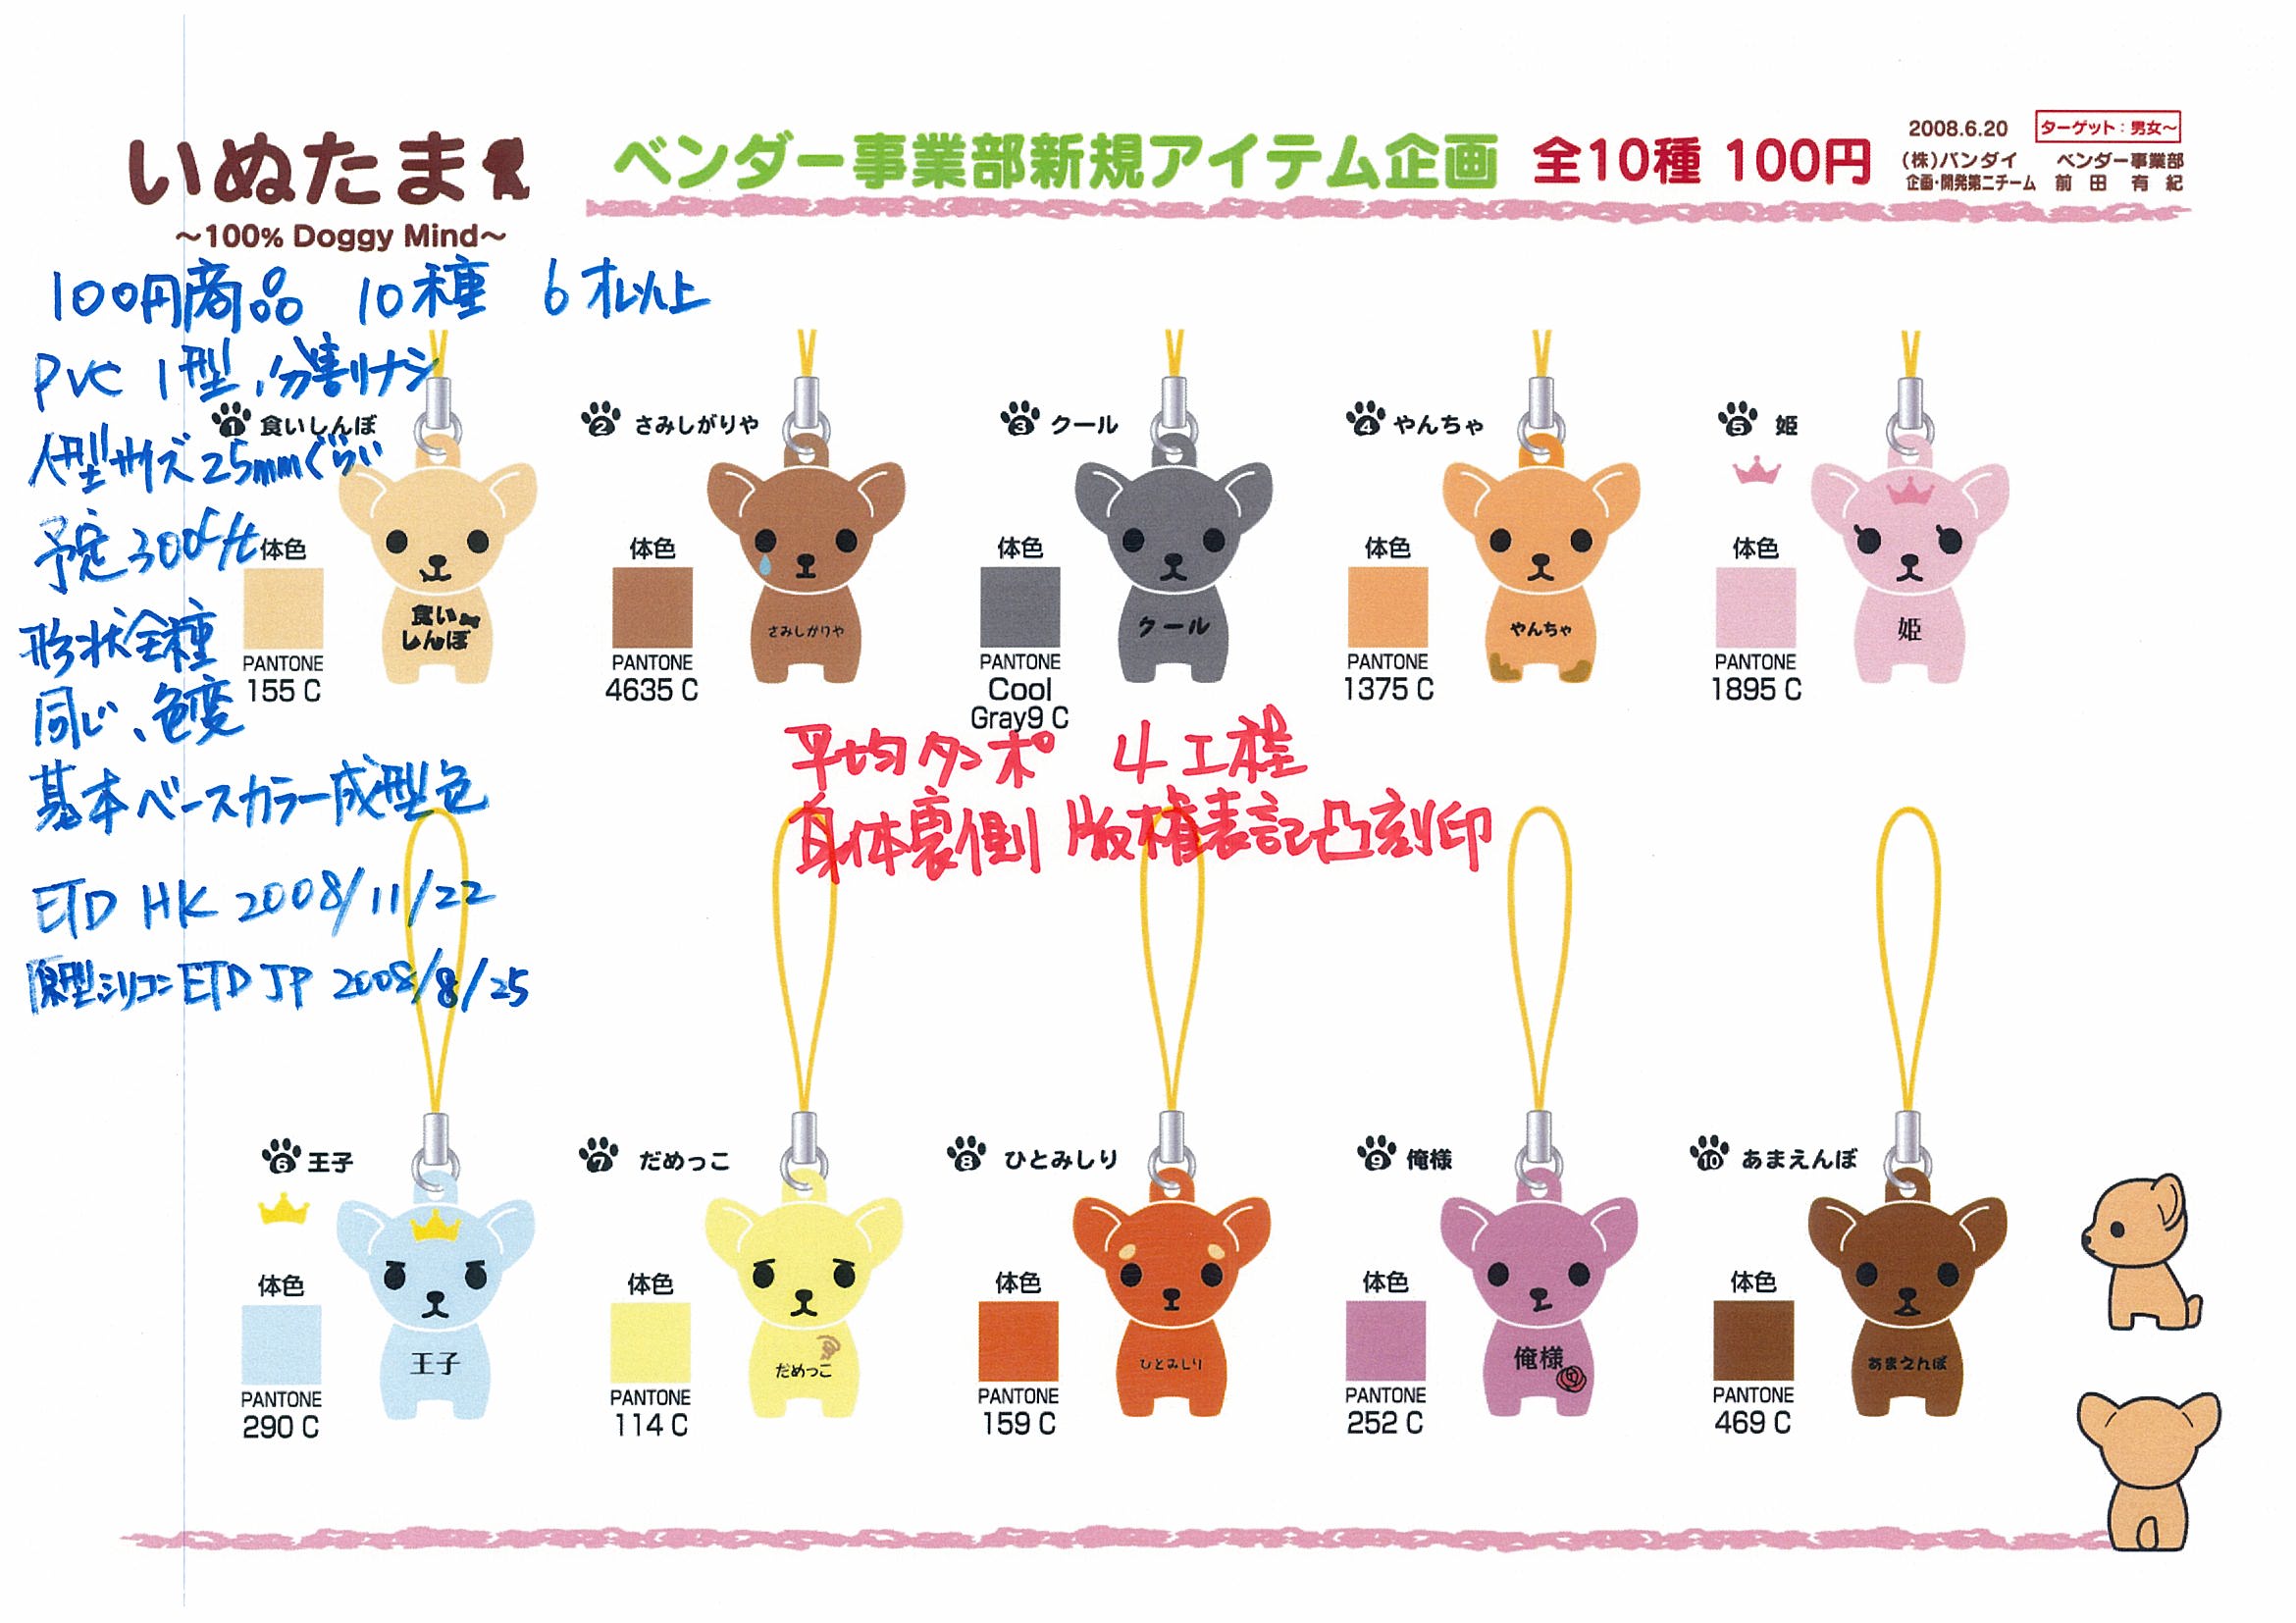 いぬたま
～100% Doggy Mind～
ベンダー事業部新規アイテム企画 全10種 100円
2008.6.20 ターゲット：男女～
(株)バンダイ ベンダー事業部
企画・開発第二チーム 前田 有紀
100円商品 10種 6才以上
PVC 1型、分割リナシ
人型サイズ 25mmぐらい
予定 300C/t
形状全種
同じ、色変
基本ベースカラー成型色
ETD HK 2008/11/22
原型シリコン ETD JP 2008/8/25
1 食いしんぼ
体色
PANTONE
155 C
食い
しんぼ
2 さみしがりや
体色
PANTONE
4635 C
さみしがりや
3 クール
体色
PANTONE
Cool
Gray9 C
クール
4 やんちゃ
体色
PANTONE
1375 C
やんちゃ
5 姫
体色
PANTONE
1895 C
姫
平均タンポ 4工程
身体裏側 版権表記凸刻印
6 王子
体色
PANTONE
290 C
王子
7 だめっこ
体色
PANTONE
114 C
だめっこ
8 ひとみしり
体色
PANTONE
159 C
ひとみしり
9 俺様
体色
PANTONE
252 C
俺様
10 あまえんぼ
体色
PANTONE
469 C
あまえんぼ